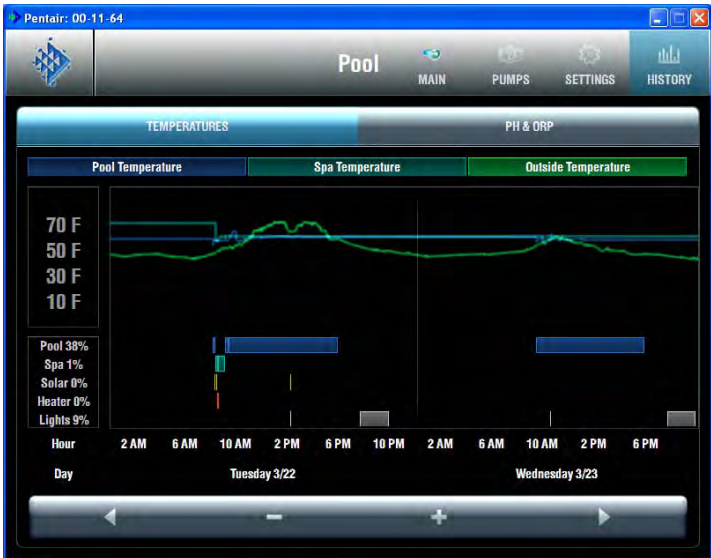 Pentair: 00-11-64
Pool
MAIN PUMPS SETTINGS HISTORY
TEMPERATURES PH & ORP
Pool Temperature Spa Temperature Outside Temperature
70 F
50 F
30 F
10 F
Pool 38%
Spa 1%
Solar 0%
Heater 0%
Lights 9%
Hour 2 AM 6 AM 10 AM 2 PM 6 PM 10 PM 2 AM 6 AM 10 AM 2 PM 6 PM
Day Tuesday 3/22 Wednesday 3/23